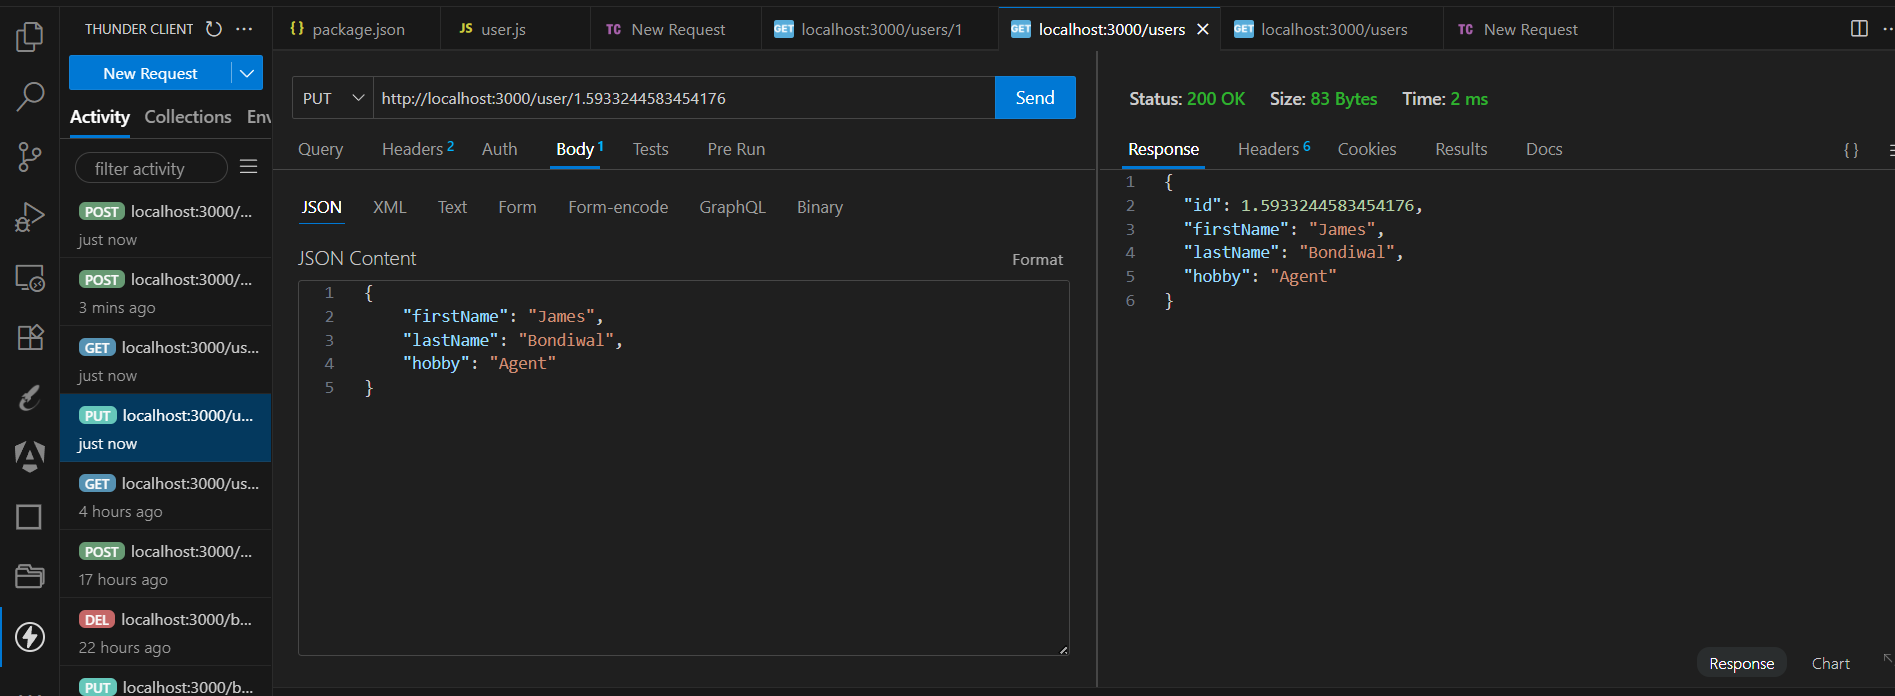 THUNDER CLIENT
New Request
Activity Collections Env
filter activity
POST localhost:3000/...
just now
POST localhost:3000/...
3 mins ago
GET localhost:3000/us...
just now
PUT localhost:3000/u...
just now
GET localhost:3000/us...
4 hours ago
POST localhost:3000/...
17 hours ago
DEL localhost:3000/b...
22 hours ago
PUT localhost:3000/b...
{} package.json
JS user.js
TC New Request
GET localhost:3000/users/1
GET localhost:3000/users
GET localhost:3000/users
TC New Request
PUT http://localhost:3000/user/1.5933244583454176 Send
Query Headers 2 Auth Body 1 Tests Pre Run
JSON XML Text Form Form-encode GraphQL Binary
JSON Content Format
1 {
2 "firstName": "James",
3 "lastName": "Bondiwal",
4 "hobby": "Agent"
5 }
Status: 200 OK Size: 83 Bytes Time: 2 ms
Response Headers 6 Cookies Results Docs {}
1 {
2 "id": 1.5933244583454176,
3 "firstName": "James",
4 "lastName": "Bondiwal",
5 "hobby": "Agent"
6 }
Response Chart